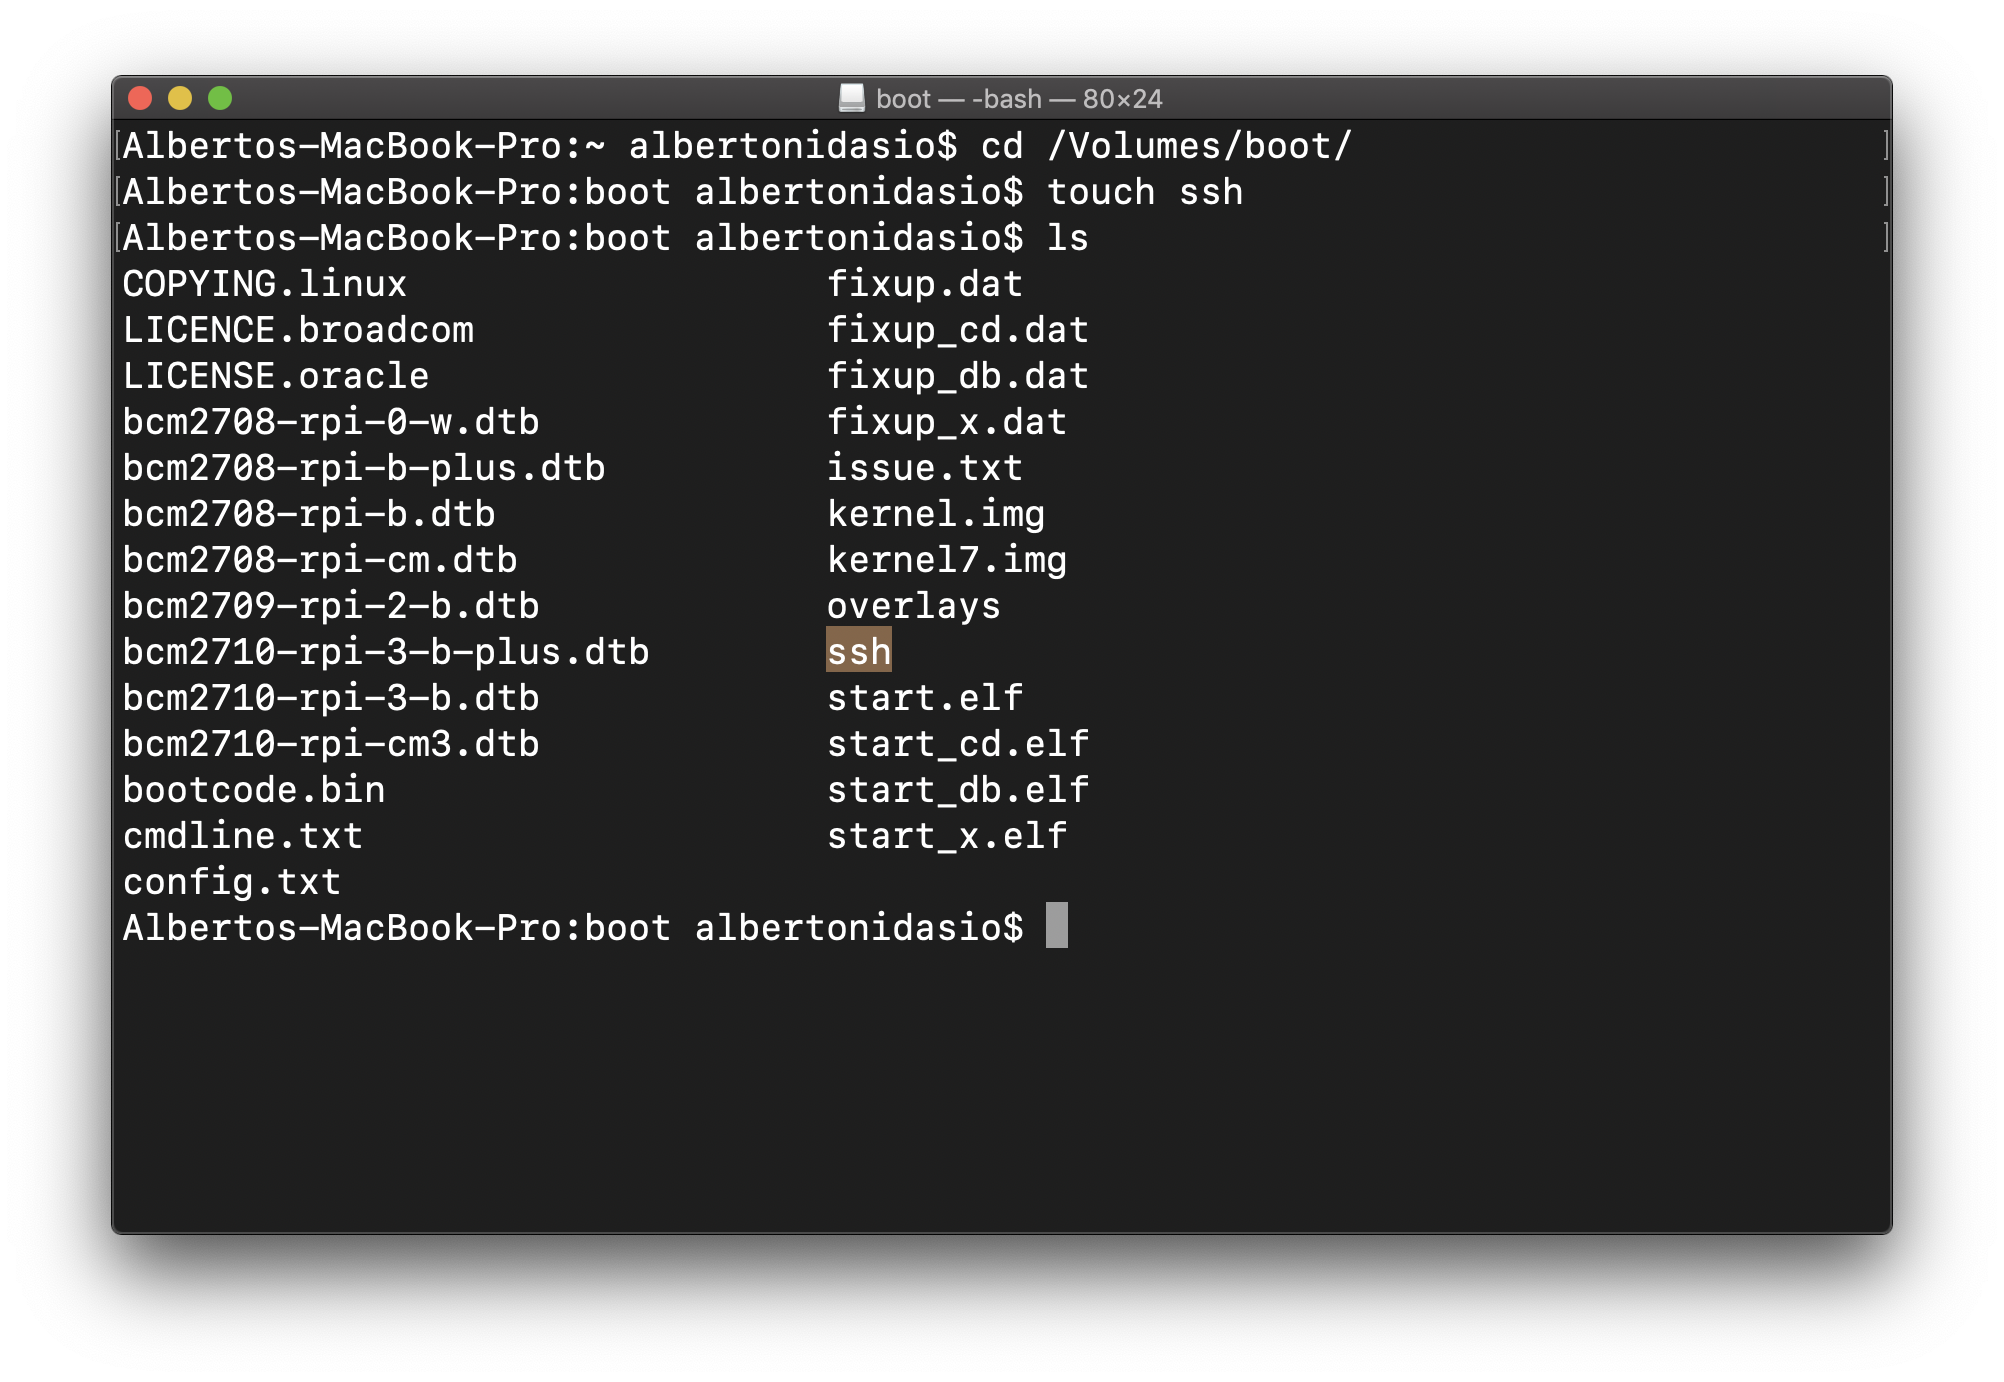 boot — -bash — 80×24
[Albertos-MacBook-Pro:~ albertonidasio$ cd /Volumes/boot/ ]
[Albertos-MacBook-Pro:boot albertonidasio$ touch ssh ]
[Albertos-MacBook-Pro:boot albertonidasio$ ls ]
COPYING.linux fixup.dat
LICENCE.broadcom fixup_cd.dat
LICENSE.oracle fixup_db.dat
bcm2708-rpi-0-w.dtb fixup_x.dat
bcm2708-rpi-b-plus.dtb issue.txt
bcm2708-rpi-b.dtb kernel.img
bcm2708-rpi-cm.dtb kernel7.img
bcm2709-rpi-2-b.dtb overlays
bcm2710-rpi-3-b-plus.dtb ssh
bcm2710-rpi-3-b.dtb start.elf
bcm2710-rpi-cm3.dtb start_cd.elf
bootcode.bin start_db.elf
cmdline.txt start_x.elf
config.txt
Albertos-MacBook-Pro:boot albertonidasio$